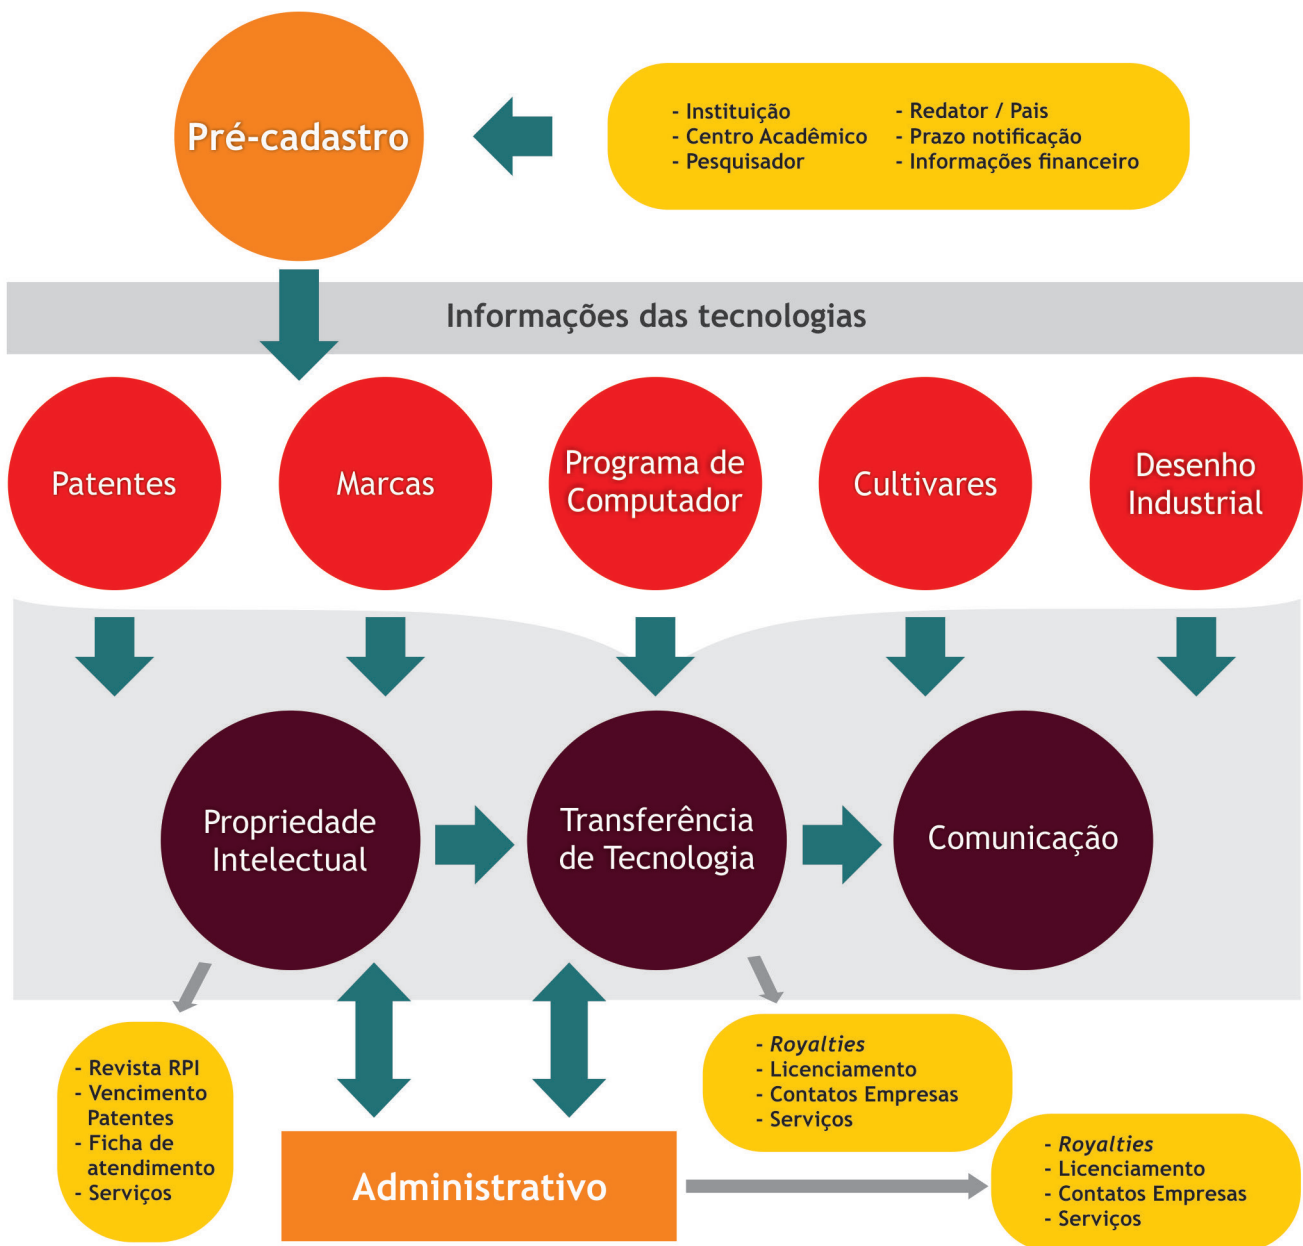 Pré-cadastro
- Instituição
- Centro Acadêmico
- Pesquisador
- Redator / Pais
- Prazo notificação
- Informações financeiro
Informações das tecnologias
Patentes
Marcas
Programa de
Computador
Cultivares
Desenho
Industrial
Propriedade
Intelectual
Transferência
de Tecnologia
Comunicação
- Revista RPI
- Vencimento
Patentes
- Ficha de
atendimento
- Serviços
- Royalties
- Licenciamento
- Contatos Empresas
- Serviços
Administrativo
- Royalties
- Licenciamento
- Contatos Empresas
- Serviços